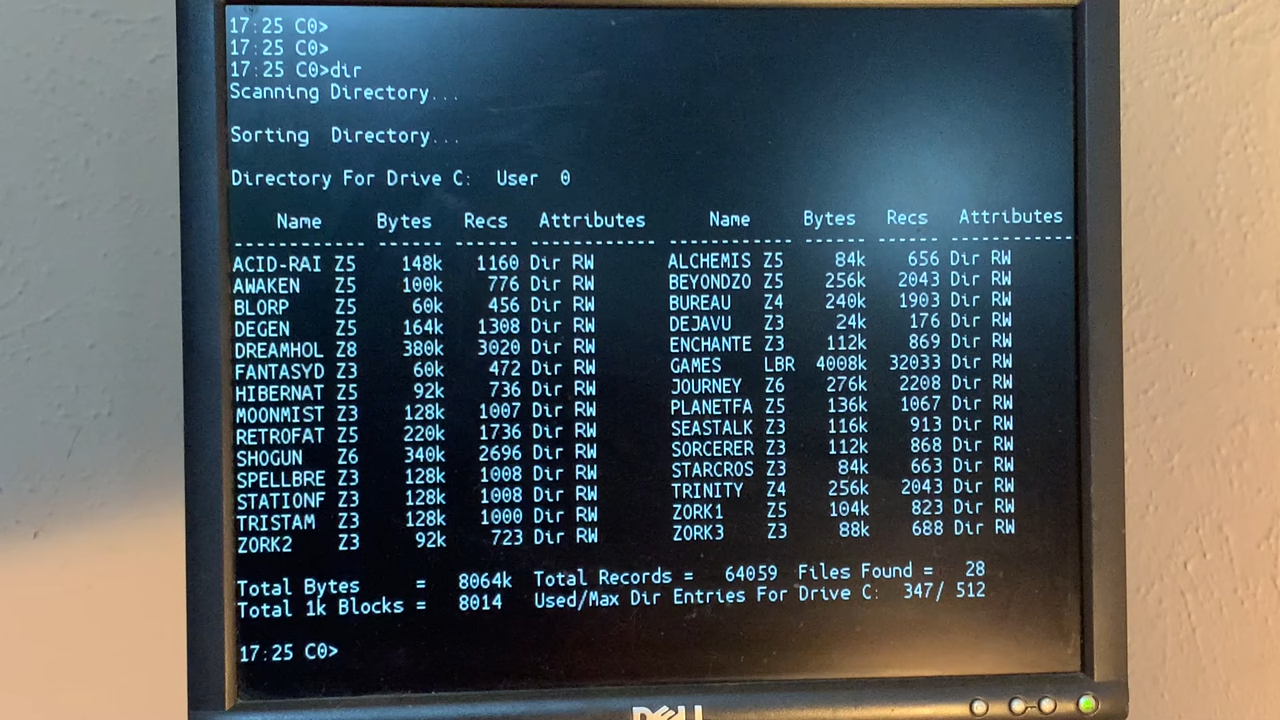 17:25 C0>
17:25 C0>
17:25 C0>dir
Scanning Directory...
Sorting  Directory...
Directory For Drive C:  User  0
Name     Bytes   Recs   Attributes      Name     Bytes   Recs   Attributes
------------ ------ ------ ------------ ------------ ------ ------ ------------
ACID-RAI Z5    148k   1160 Dir RW       ALCHEMIS Z5     84k    656 Dir RW
AWAKEN   Z5    100k    776 Dir RW       BEYONDZO Z5    256k   2043 Dir RW
BLORP    Z5     60k    456 Dir RW       BUREAU   Z4    240k   1903 Dir RW
DEGEN    Z5    164k   1308 Dir RW       DEJAVU   Z3     24k    176 Dir RW
DREAMHOL Z8    380k   3020 Dir RW       ENCHANTE Z3    112k    869 Dir RW
FANTASYD Z3     60k    472 Dir RW       GAMES    LBR  4008k  32033 Dir RW
HIBERNAT Z5     92k    736 Dir RW       JOURNEY  Z6    276k   2208 Dir RW
MOONMIST Z3    128k   1007 Dir RW       PLANETFA Z5    136k   1067 Dir RW
RETROFAT Z5    220k   1736 Dir RW       SEASTALK Z3    116k    913 Dir RW
SHOGUN   Z6    340k   2696 Dir RW       SORCERER Z3    112k    868 Dir RW
SPELLBRE Z3    128k   1008 Dir RW       STARCROS Z3     84k    663 Dir RW
STATIONF Z3    128k   1008 Dir RW       TRINITY  Z4    256k   2043 Dir RW
TRISTAM  Z3    128k   1000 Dir RW       ZORK1    Z5    104k    823 Dir RW
ZORK2    Z3     92k    723 Dir RW       ZORK3    Z3     88k    688 Dir RW
Total Bytes     =   8064k  Total Records =   64059  Files Found =   28
Total 1k Blocks =   8014   Used/Max Dir Entries For Drive C:  347/ 512
17:25 C0>
DELL